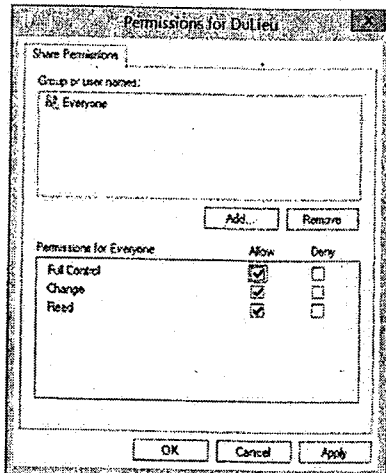 Permissions for DuLieu
Share Permissions
Group or user names:
Everyone
Add...
Remove
Permissions for Everyone Allow Deny
Full Control
Change
Read
OK
Cancel
Apply